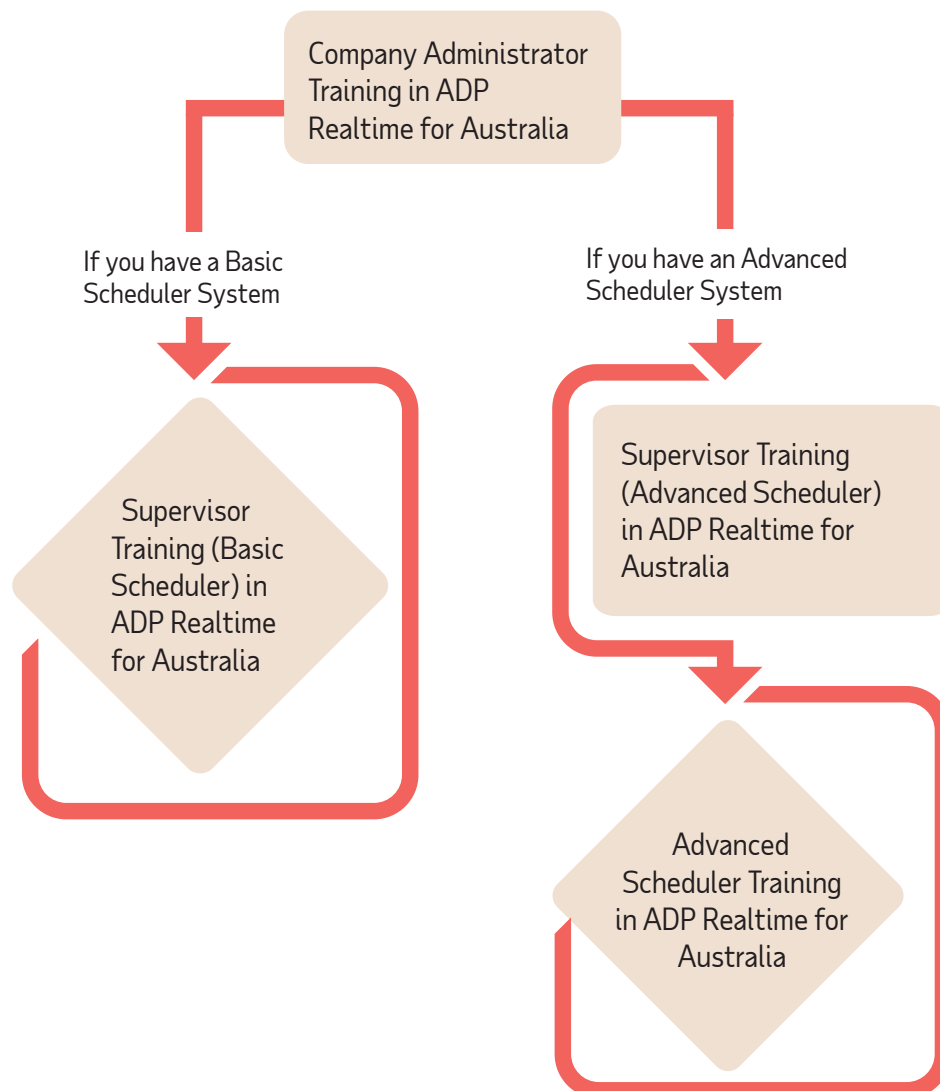 Company Administrator
Training in ADP
Realtime for Australia
If you have a Basic
Scheduler System
If you have an Advanced
Scheduler System
Supervisor
Training (Basic
Scheduler) in
ADP Realtime
for Australia
Supervisor Training
(Advanced Scheduler)
in ADP Realtime for
Australia
Advanced
Scheduler Training
in ADP Realtime for
Australia